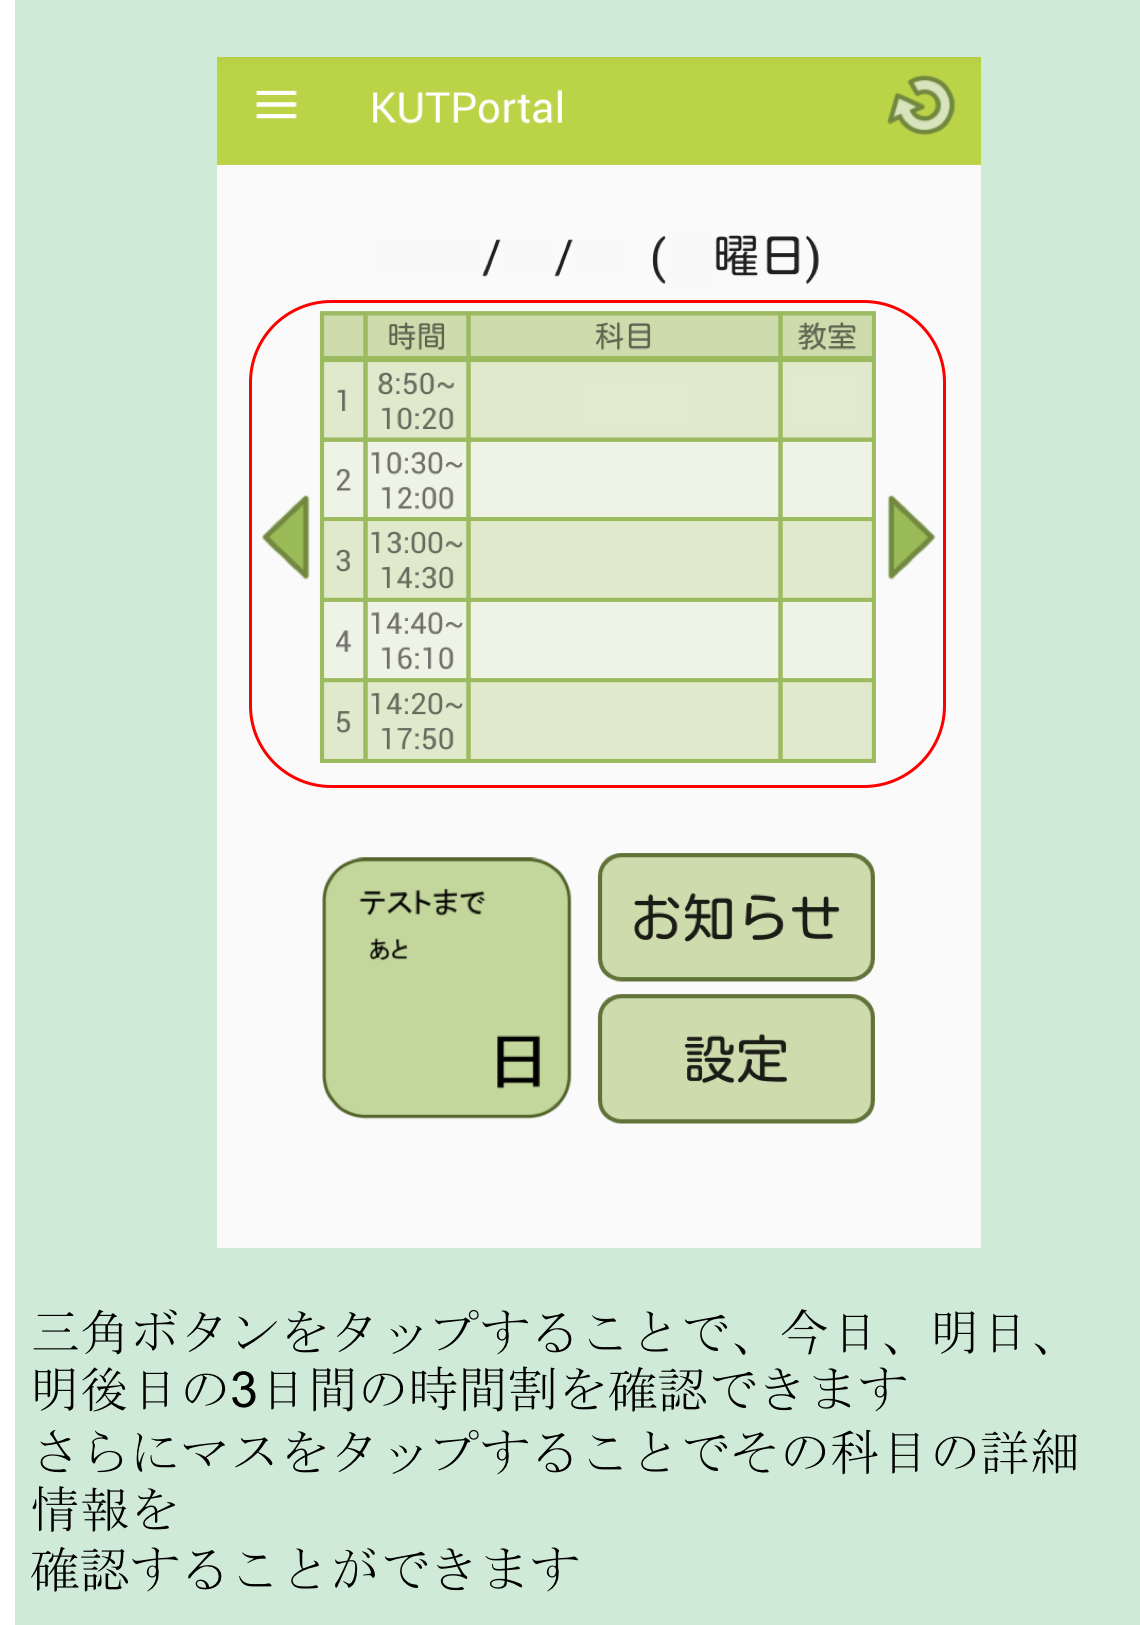 KUTPortal
/ / ( 曜日)
時間 科目 教室
1 8:50~
10:20
2 10:30~
12:00
3 13:00~
14:30
4 14:40~
16:10
5 14:20~
17:50
テストまで
あと
日
お知らせ
設定
三角ボタンをタップすることで、今日、明日、
明後日の3日間の時間割を確認できます
さらにマスをタップすることでその科目の詳細
情報を
確認することができます